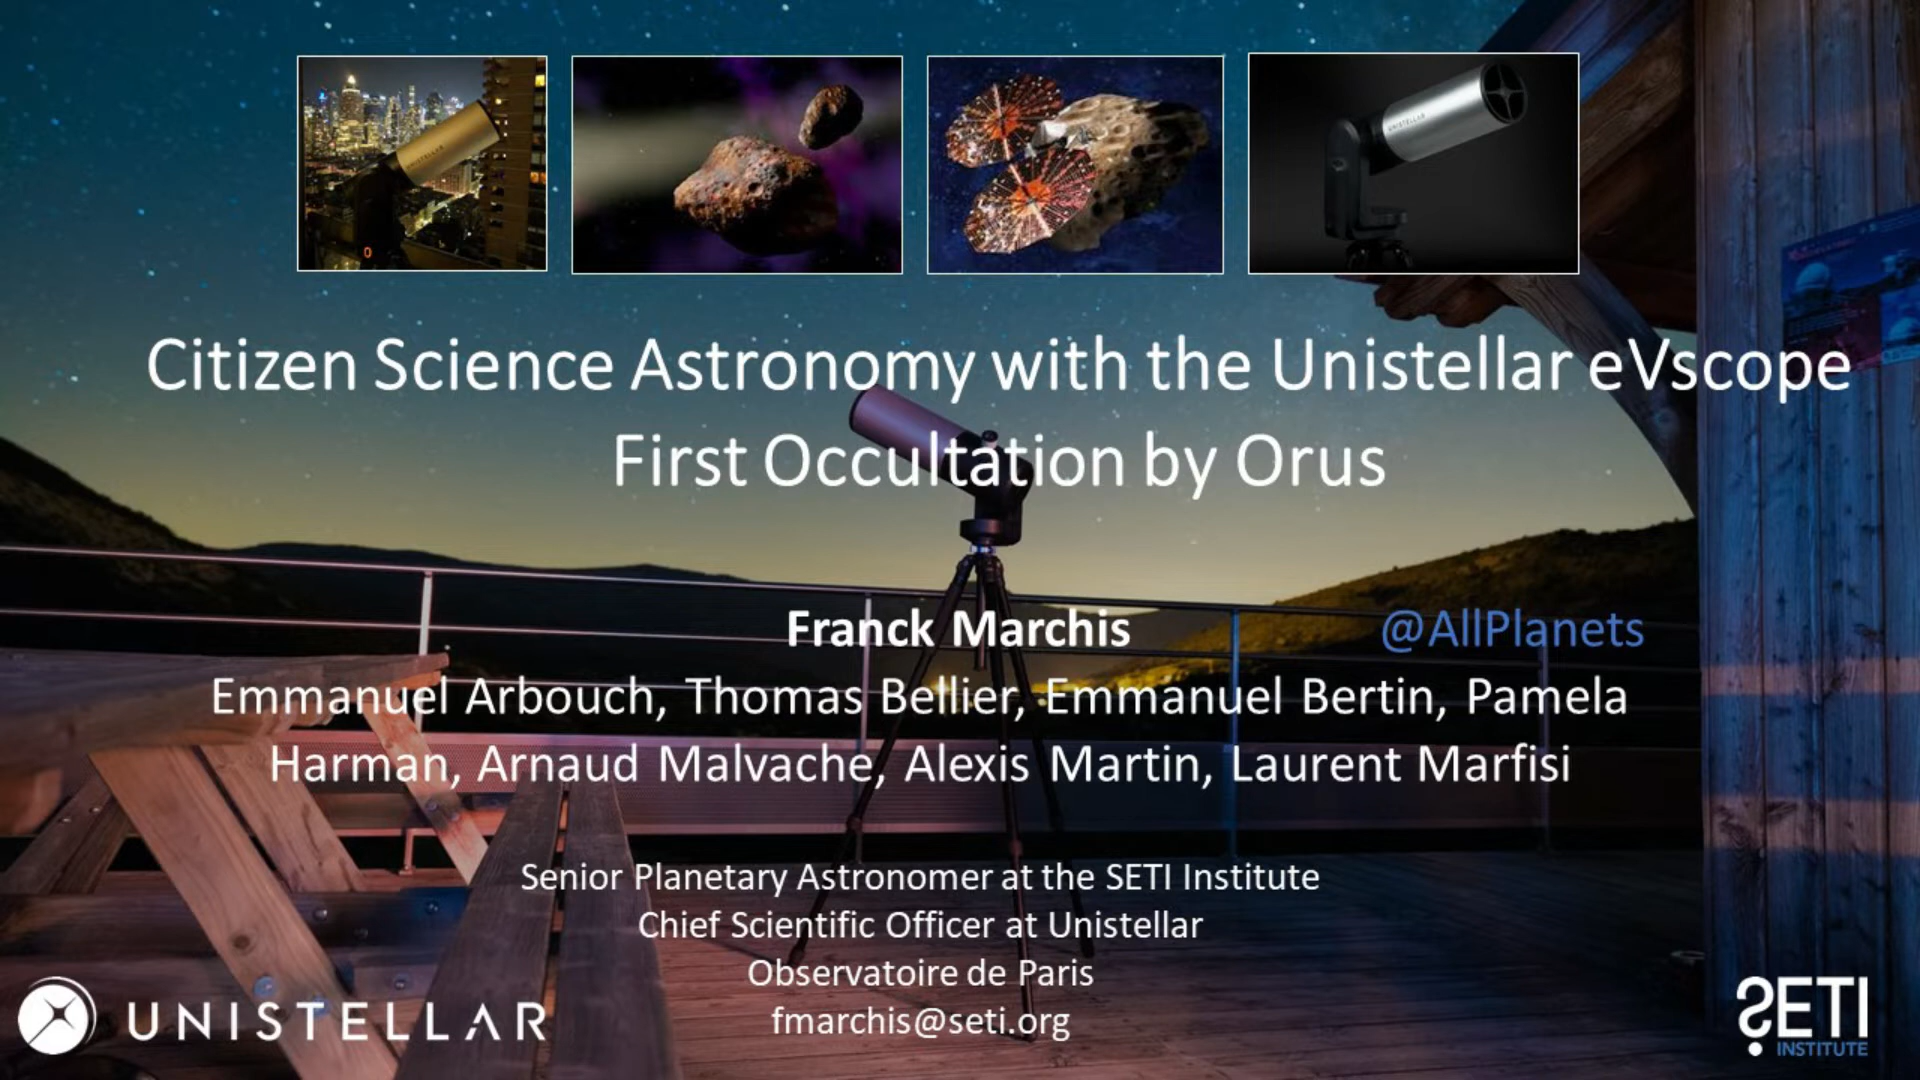 UNISTELLAR
UNISTELLAR
Citizen Science Astronomy with the Unistellar eVscope
First Occultation by Orus
Franck Marchis
@AllPlanets
Emmanuel Arbouch, Thomas Bellier, Emmanuel Bertin, Pamela
Harman, Arnaud Malvache, Alexis Martin, Laurent Marfisi
Senior Planetary Astronomer at the SETI Institute
Chief Scientific Officer at Unistellar
Observatoire de Paris
fmarchis@seti.org
UNISTELLAR
SETI
INSTITUTE